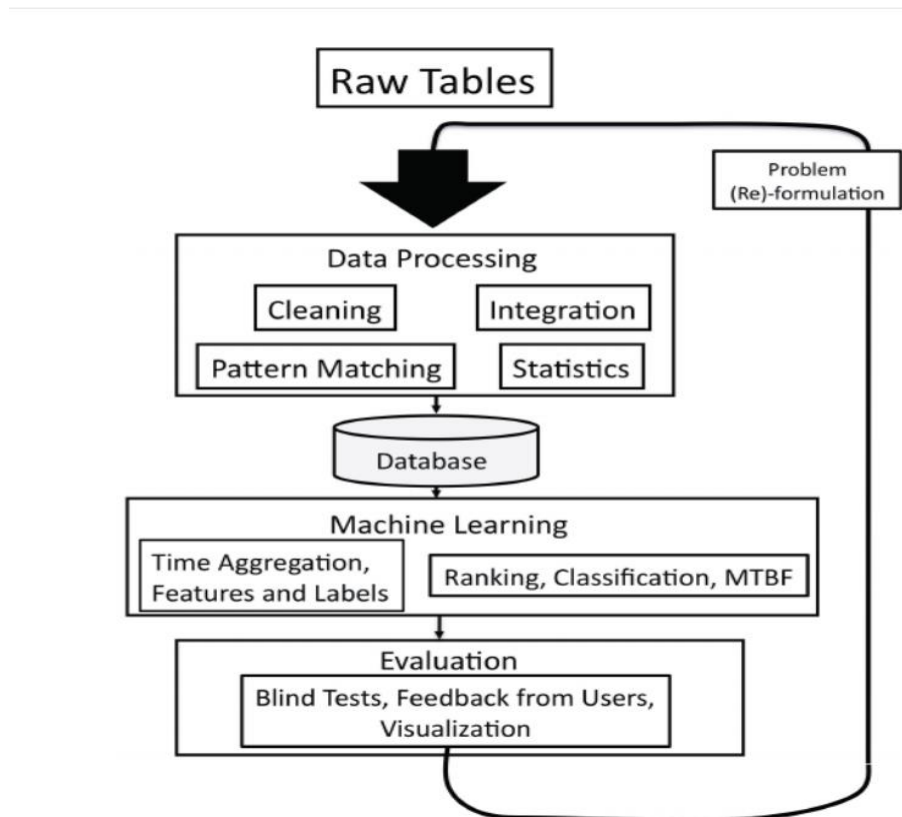 Raw Tables
Problem
(Re)-formulation
Data Processing
Cleaning
Integration
Pattern Matching
Statistics
Database
Machine Learning
Time Aggregation,
Features and Labels
Ranking, Classification, MTBF
Evaluation
Blind Tests, Feedback from Users,
Visualization